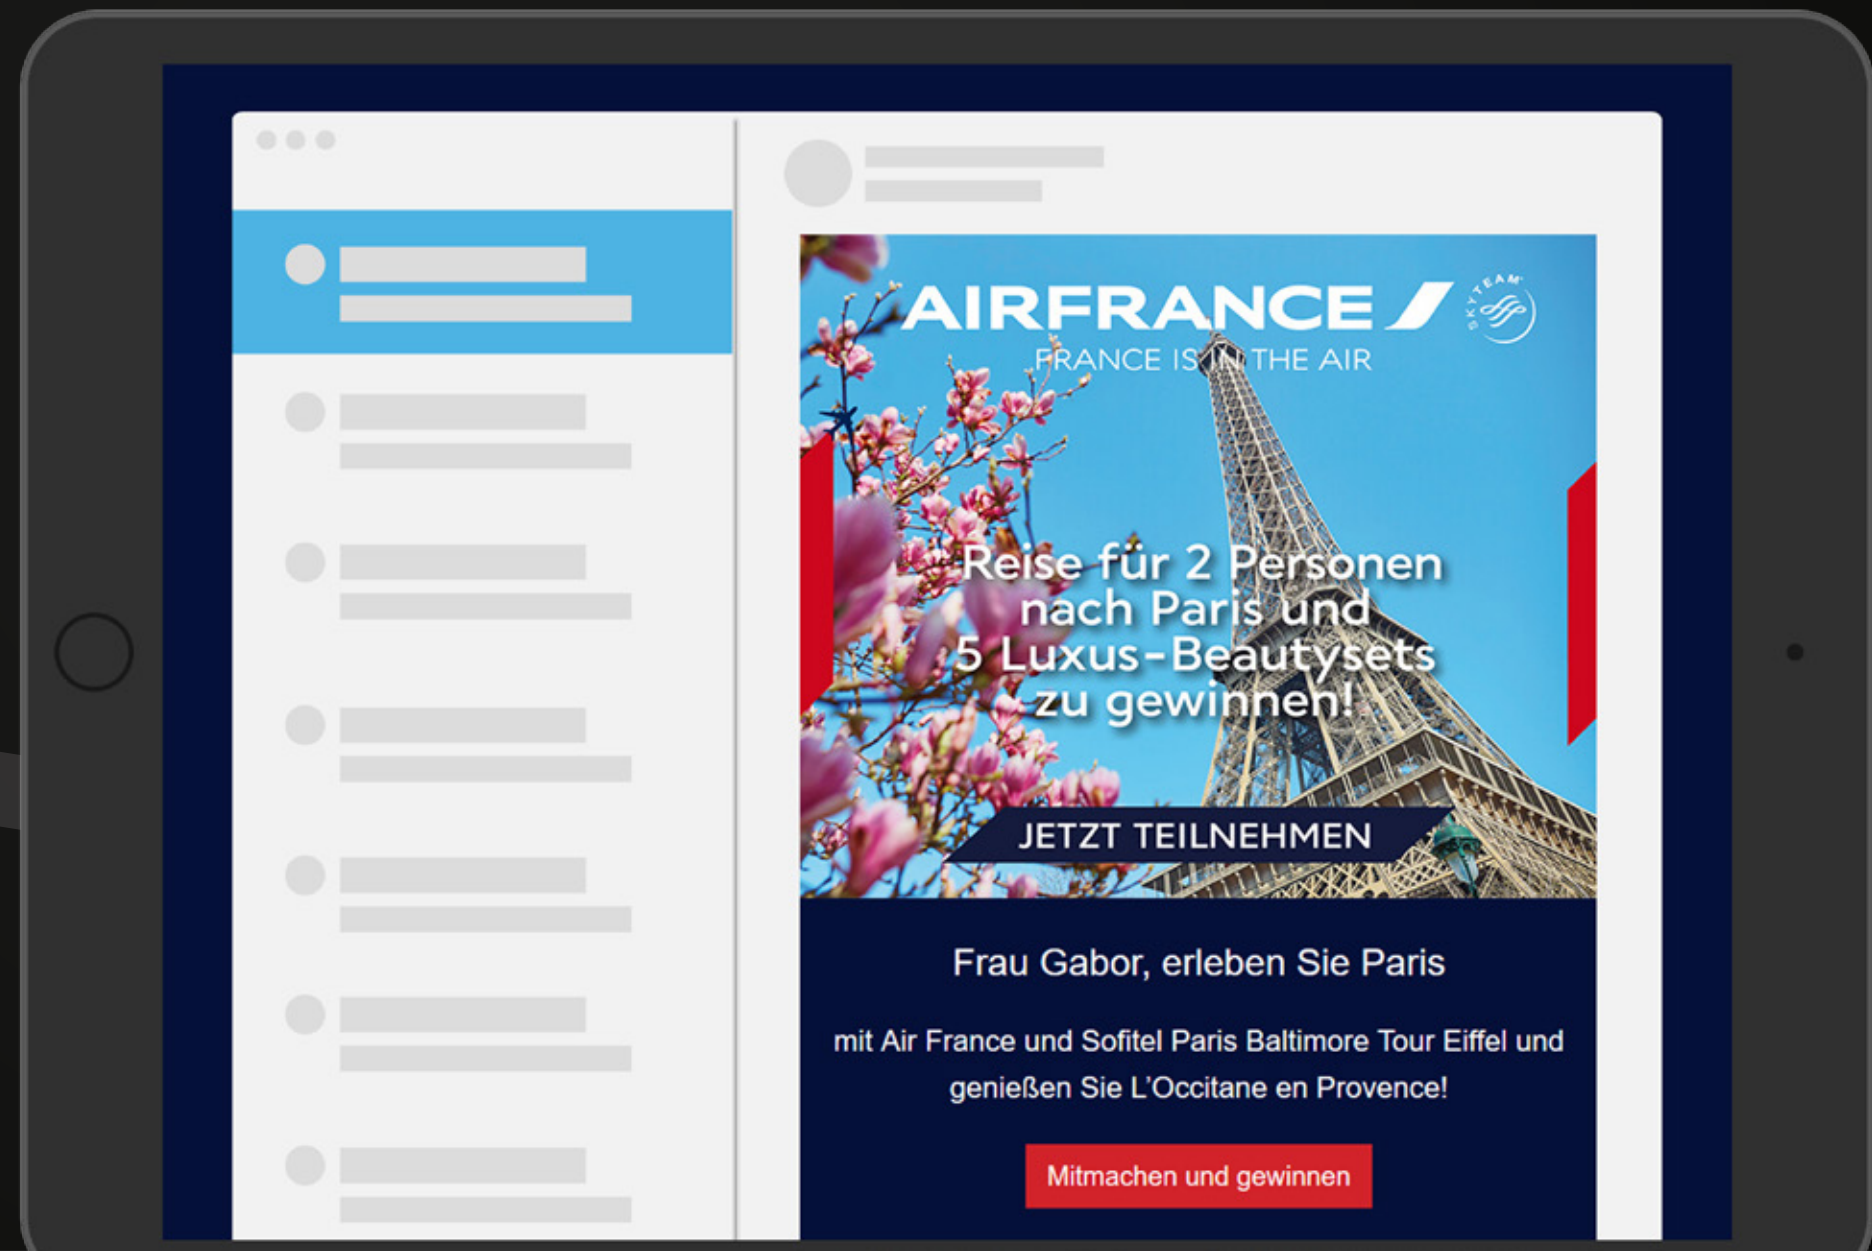 AIRFRANCE
SKYTEAM
FRANCE IS IN THE AIR
Reise für 2 Personen
nach Paris und
5 Luxus-Beautysets
zu gewinnen!
JETZT TEILNEHMEN
Frau Gabor, erleben Sie Paris
mit Air France und Sofitel Paris Baltimore Tour Eiffel und
genießen Sie L'Occitane en Provence!
Mitmachen und gewinnen